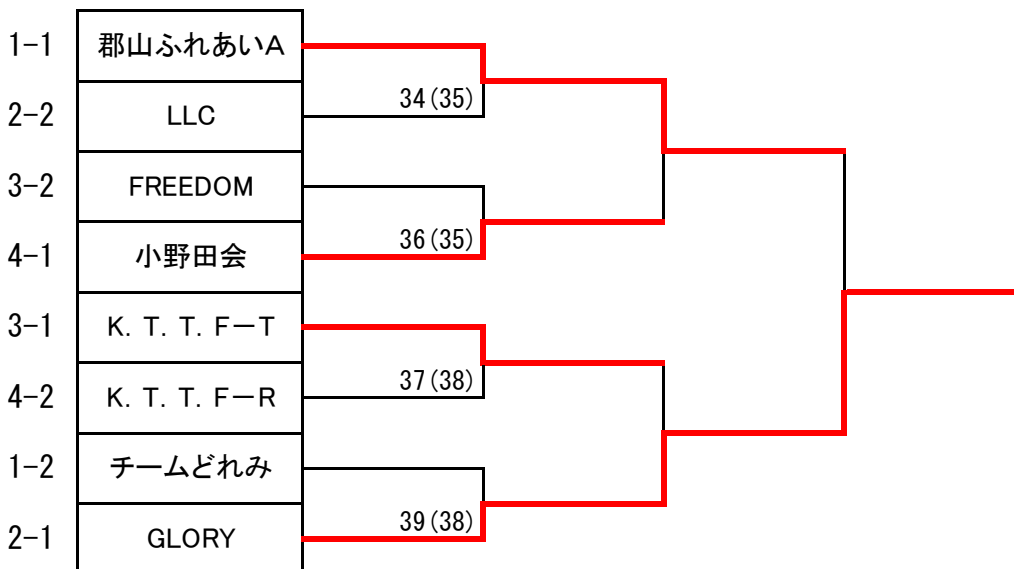 1-1 郡山ふれあいA
34(35)
2-2 LLC
3-2 FREEDOM
36(35)
4-1 小野田会
3-1 K．T．T．F－T
37(38)
4-2 K．T．T．F－R
1-2 チームどれみ
39(38)
2-1 GLORY